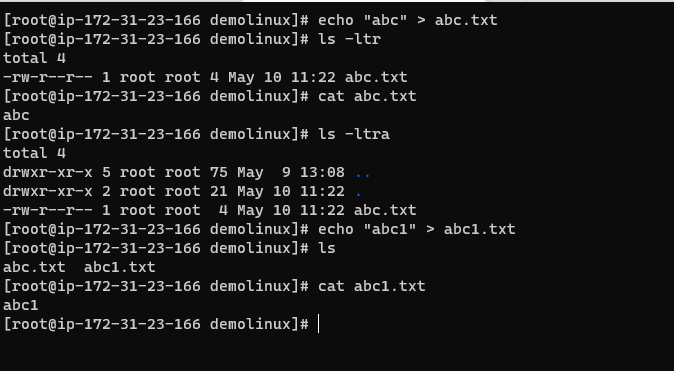 [root@ip-172-31-23-166 demolinux]# echo "abc" > abc.txt
[root@ip-172-31-23-166 demolinux]# ls -ltr
total 4
-rw-r--r-- 1 root root 4 May 10 11:22 abc.txt
[root@ip-172-31-23-166 demolinux]# cat abc.txt
abc
[root@ip-172-31-23-166 demolinux]# ls -ltra
total 4
drwxr-xr-x 5 root root 75 May  9 13:08 ..
drwxr-xr-x 2 root root 21 May 10 11:22 .
-rw-r--r-- 1 root root  4 May 10 11:22 abc.txt
[root@ip-172-31-23-166 demolinux]# echo "abc1" > abc1.txt
[root@ip-172-31-23-166 demolinux]# ls
abc.txt  abc1.txt
[root@ip-172-31-23-166 demolinux]# cat abc1.txt
abc1
[root@ip-172-31-23-166 demolinux]#